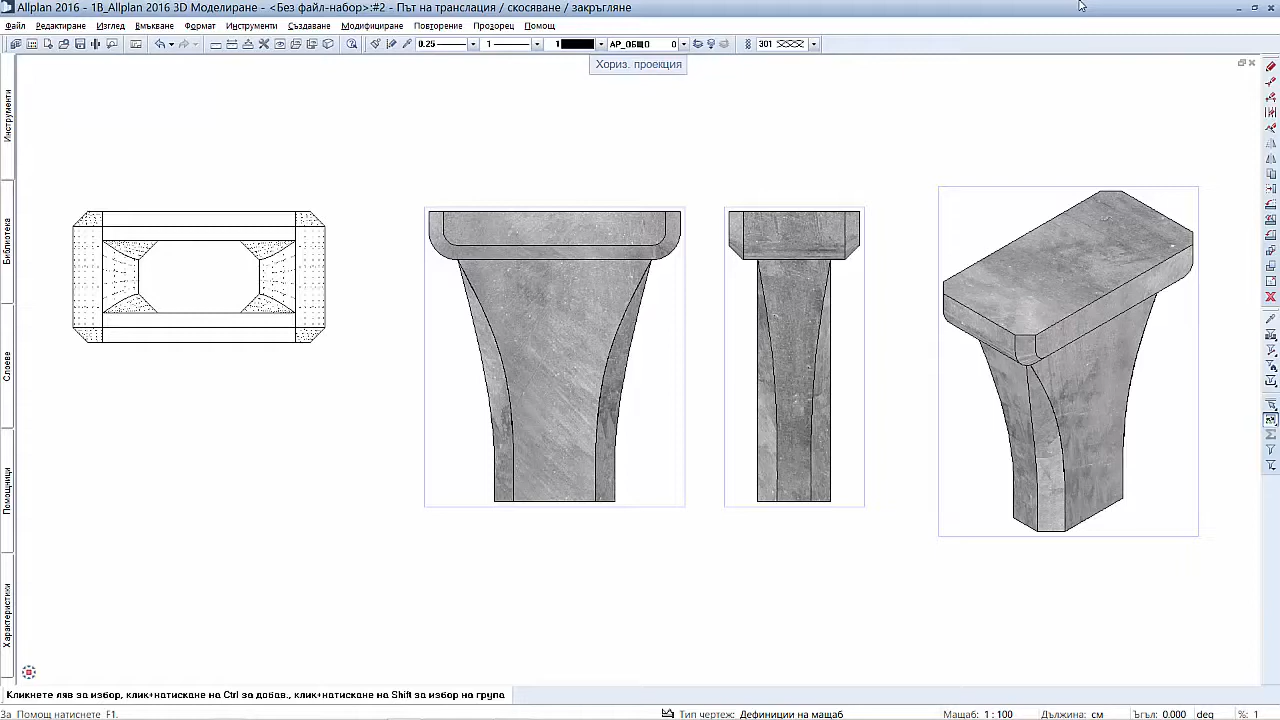 Allplan 2016 - 1B_Allplan 2016 3D Моделиране - <Без файл-набор>:#2 - Път на транслация / скосяване / закръгляне
Файл Редактиране Изглед Вмъкване Формат Инструменти Създаване Модифициране Повторение Прозорец Помощ
0.25 1 1 АР_ОБЩО 0 301
Хориз. проекция
Инструменти
Библиотека
Слоеве
Помощници
Характеристики
Кликнете ляв за избор, клик+натискане на Ctrl за добав., клик+натискане на Shift за избор на група
За Помощ натиснете F1.
Тип чертеж: Дефиниции на мащаб Мащаб: 1 : 100 Дължина: cm Ъгъл: 0.000 deg %: 1